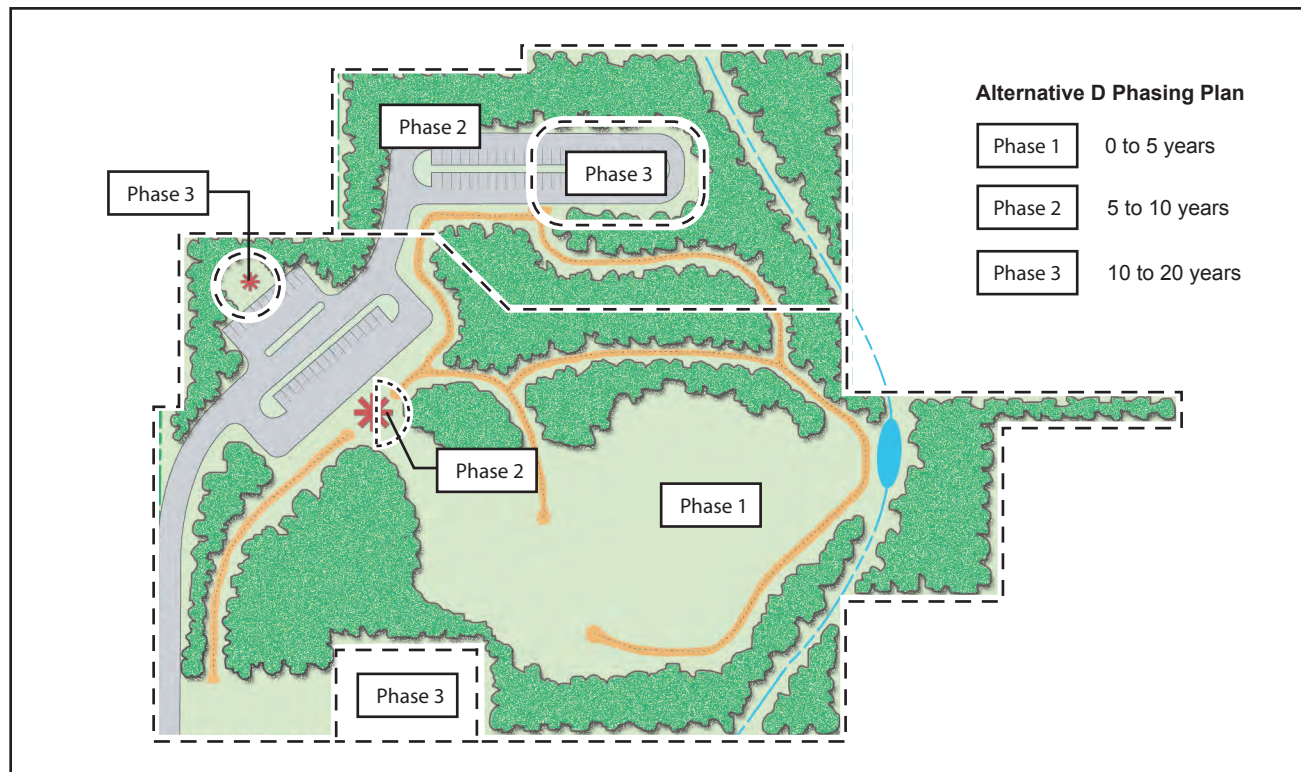 Alternative D Phasing Plan
Phase 1 0 to 5 years
Phase 2 5 to 10 years
Phase 3 10 to 20 years
Phase 2
Phase 3
Phase 3
Phase 2
Phase 1
Phase 3